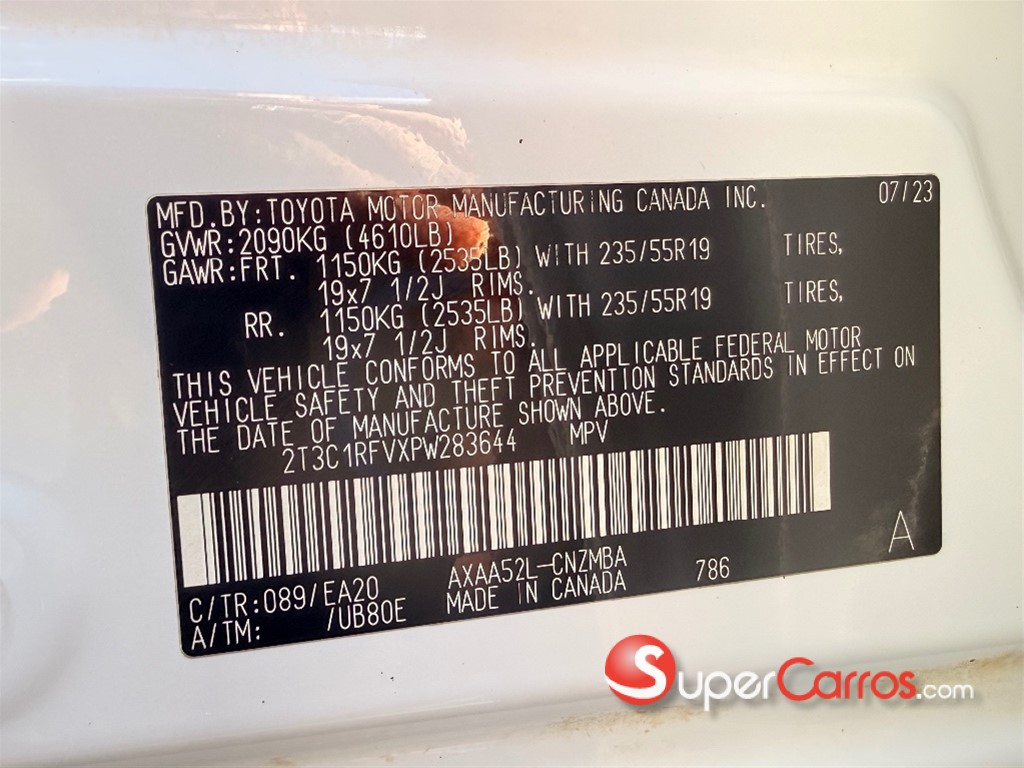 MFD.BY:TOYOTA MOTOR MANUFACTURING CANADA INC. 07/23
GVWR:2090KG (4610LB)
GAWR:FRT. 1150KG (2535LB) WITH 235/55R19 TIRES,
19x7 1/2J RIMS.
RR. 1150KG (2535LB) WITH 235/55R19 TIRES,
19x7 1/2J RIMS.
THIS VEHICLE CONFORMS TO ALL APPLICABLE FEDERAL MOTOR
VEHICLE SAFETY AND THEFT PREVENTION STANDARDS IN EFFECT ON
THE DATE OF MANUFACTURE SHOWN ABOVE.
2T3C1RFVXPW283644 MPV
C/TR:089/EA20 AXAA52L-CNZMBA 786 A
A/TM: /UB80E MADE IN CANADA
SuperCarros.com